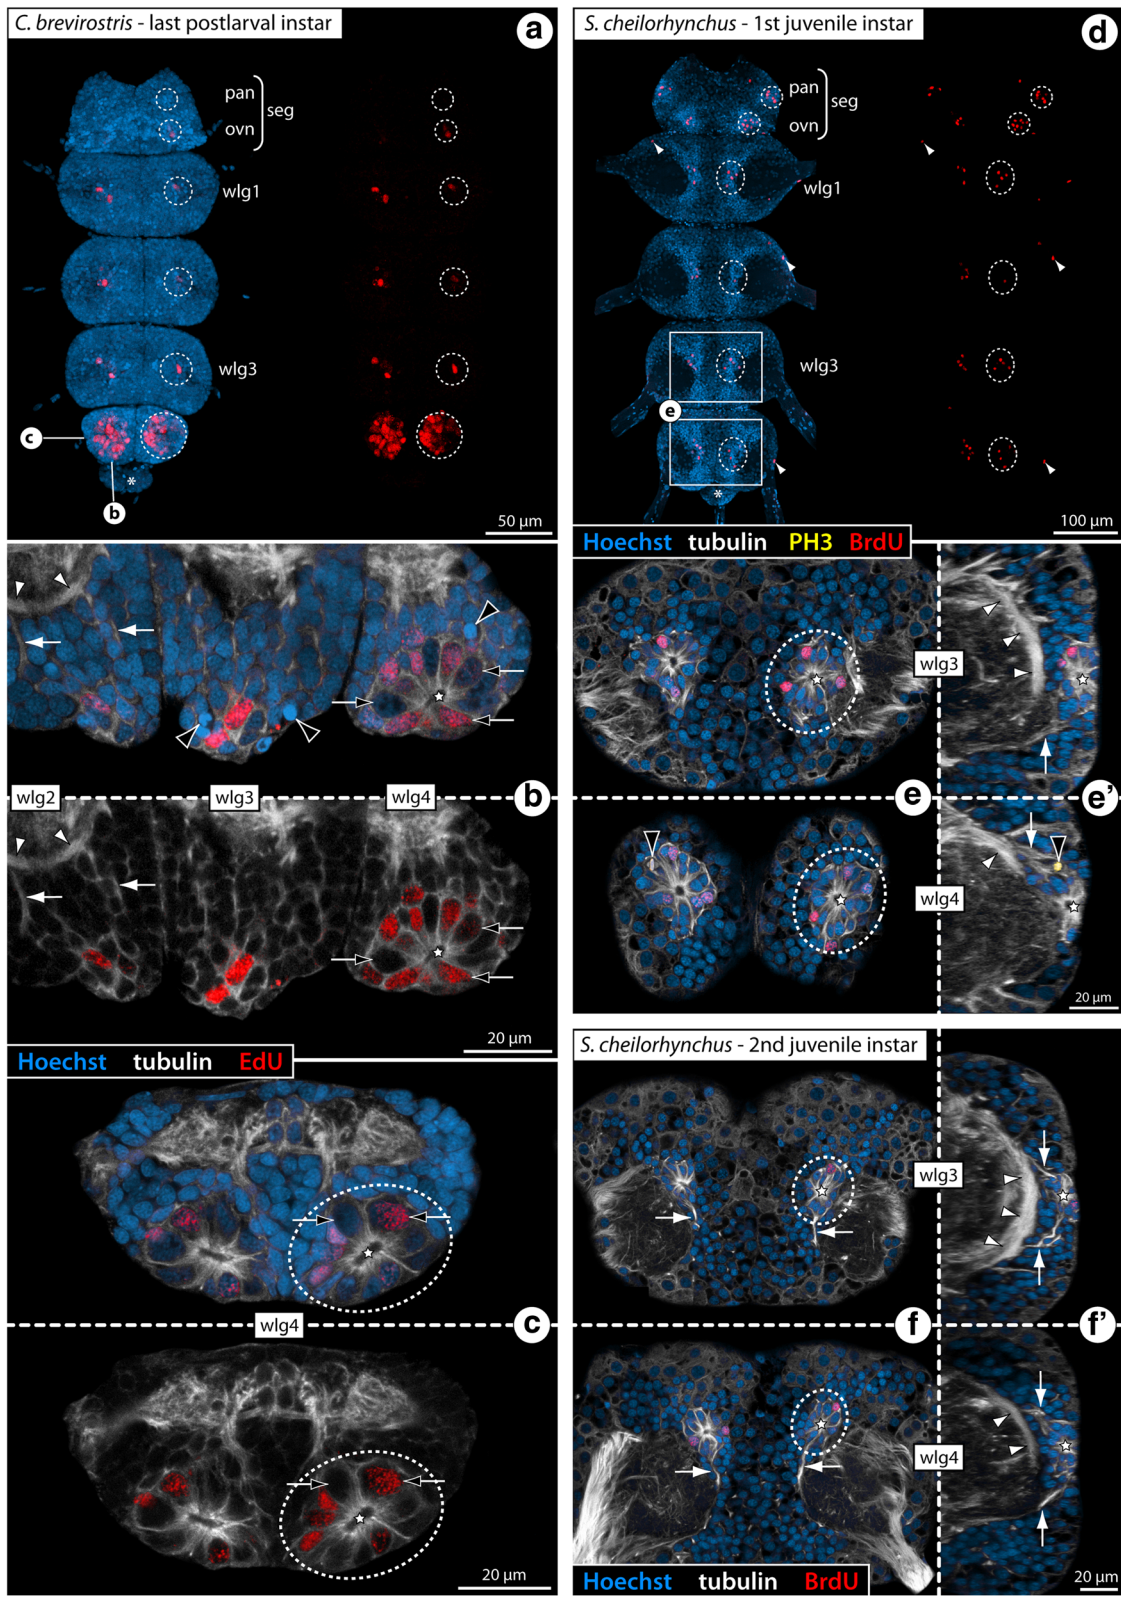 C. brevirostris - last postlarval instar
a
pan
ovn
seg
wlg1
wlg3
c
b
*
50 µm
wlg2
wlg3
wlg4
b
20 µm
Hoechst tubulin EdU
wlg4
c
20 µm
S. cheilorhynchus - 1st juvenile instar
d
pan
ovn
seg
wlg1
wlg3
e
*
100 µm
Hoechst tubulin PH3 BrdU
wlg3
e
e’
wlg4
20 µm
S. cheilorhynchus - 2nd juvenile instar
wlg3
f
f’
wlg4
Hoechst tubulin BrdU
20 µm